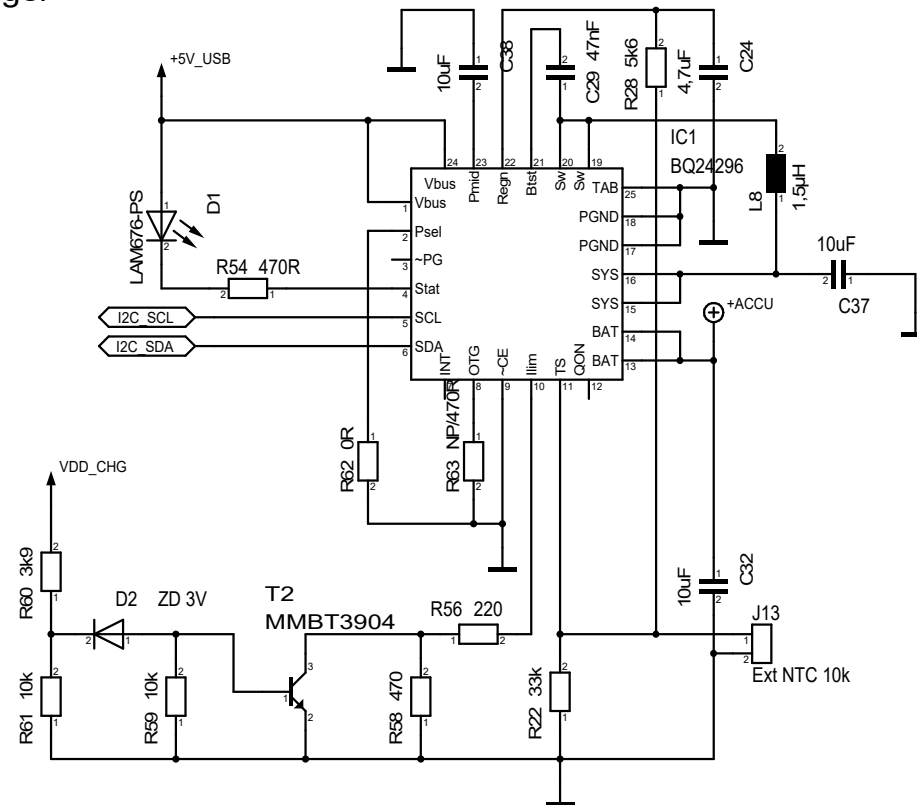 ger
+5V_USB
10uF
C38
C29 47nF
R28 5k6
4,7uF
C24
IC1
BQ24296
24
23
22
21
20
19
Vbus
Pmid
Regn
Btst
Sw
Sw
LAM676-PS
D1
R54 470R
I2C_SCL
I2C_SDA
1 Vbus
2 Psel
3 ~PG
4 Stat
5 SCL
6 SDA
TAB 25
PGND 18
PGND 17
SYS 16
SYS 15
BAT 14
BAT 13
INT
OTG
~CE
Ilim
TS
QON
8
9
10
11
12
L8
1,5µH
10uF
C37
+ACCU
R62 0R
R63 NP/470R
VDD_CHG
R60 3k9
R61 10k
D2 ZD 3V
R59 10k
T2
MMBT3904
R56 220
R58 470
R22 33k
10uF
C32
J13
Ext NTC 10k